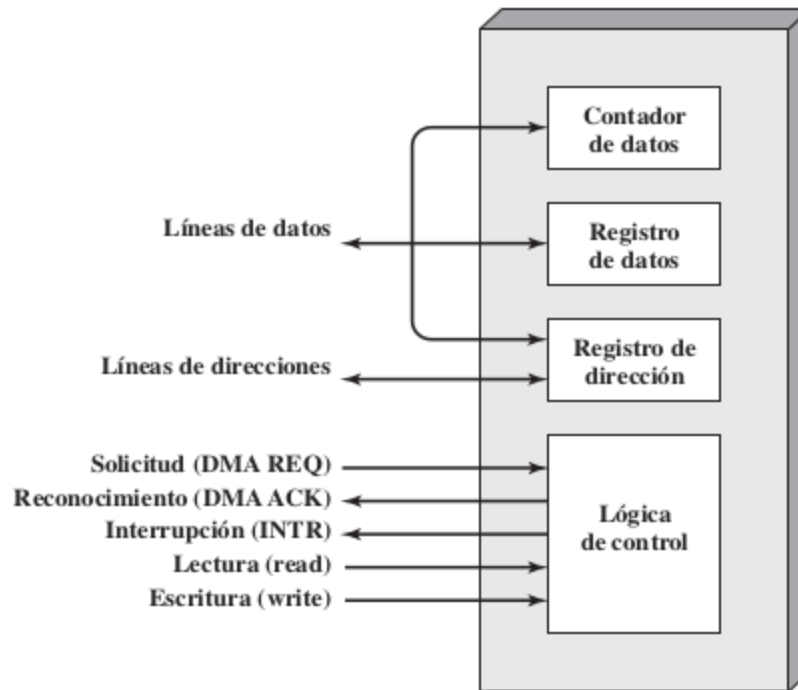 Contador
de datos
Líneas de datos
Registro
de datos
Líneas de direcciones
Registro de
dirección
Solicitud (DMA REQ)
Reconocimiento (DMA ACK)
Interrupción (INTR)
Lectura (read)
Escritura (write)
Lógica
de control